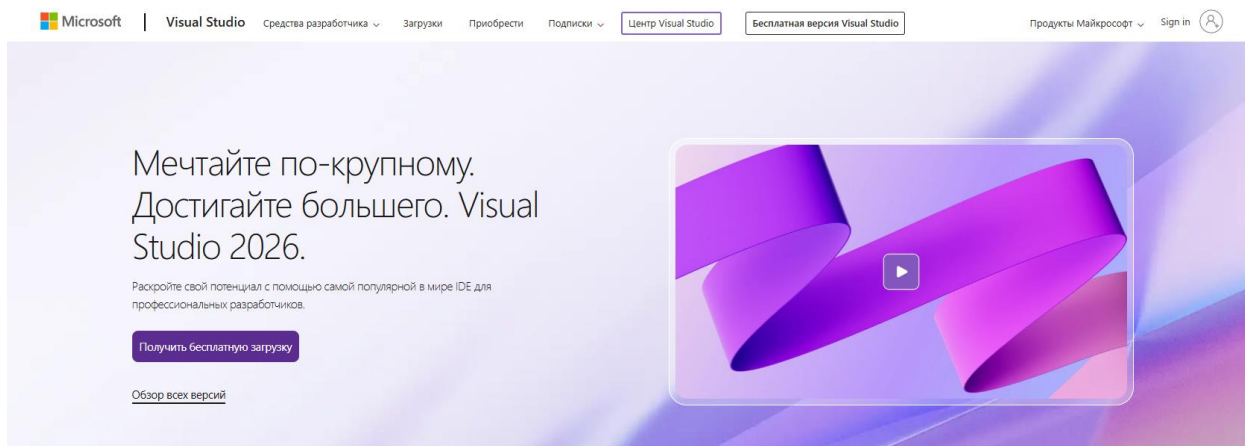 Microsoft
Visual Studio
Средства разработчика
Загрузки
Приобрести
Подписки
Центр Visual Studio
Бесплатная версия Visual Studio
Продукты Майкрософт
Sign in
Мечтайте по-крупному.
Достигайте большего. Visual
Studio 2026.
Раскройте свой потенциал с помощью самой популярной в мире IDE для
профессиональных разработчиков.
Получить бесплатную загрузку
Обзор всех версий